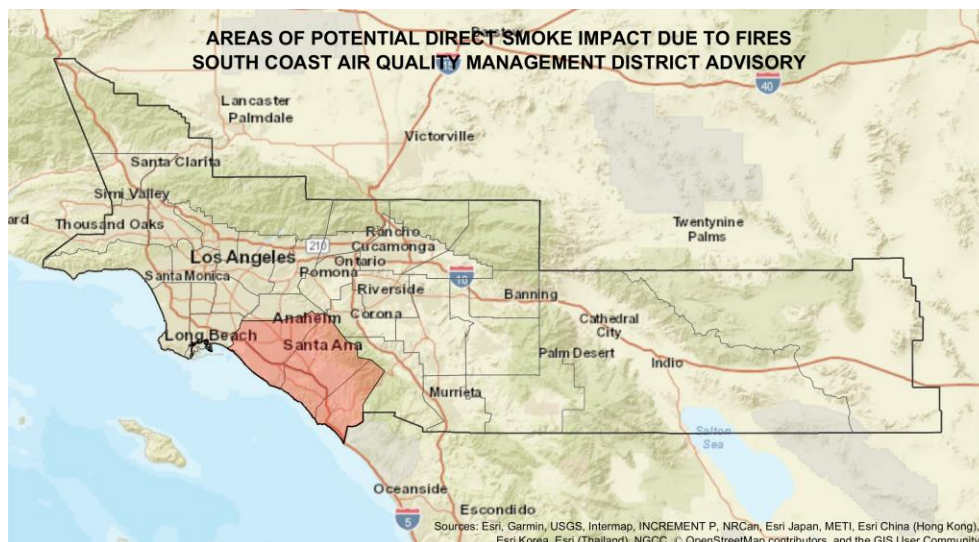 AREAS OF POTENTIAL DIRECT SMOKE IMPACT DUE TO FIRES
SOUTH COAST AIR QUALITY MANAGEMENT DISTRICT ADVISORY
15
40
Lancaster
Palmdale
Victorville
Santa Clarita
Simi Valley
ard
Thousand Oaks
Twentynine
Palms
Rancho
Cucamonga
210
Los Angeles
Ontario
Santa Monica
Pomona
10
Riverside
Banning
Anaheim
Corona
Cathedral
City
Long Beach
Santa Ana
Palm Desert
Indio
Murrieta
Salton
Sea
Oceanside
Escondido
5
Sources: Esri, Garmin, USGS, Intermap, INCREMENT P, NRCan, Esri Japan, METI, Esri China (Hong Kong),
Esri Korea, Esri (Thailand), NGCC, © OpenStreetMap contributors, and the GIS User Community